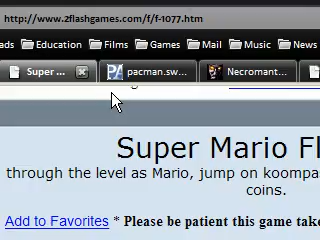 http://www.2flashgames.com/f/f-1077.htm
ads Education Films Games Mail Music News
Super ... pacman.sw... Necromant...
Super Mario Fl
through the level as Mario, jump on koopa
coins.
Add to Favorites * Please be patient this game take